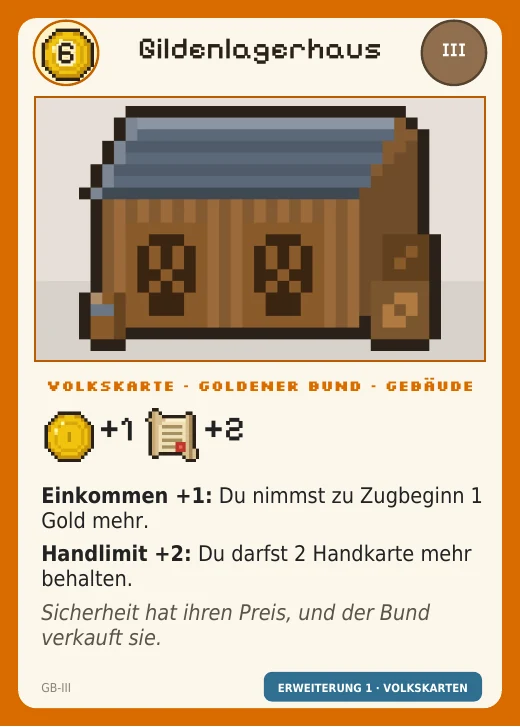 6
Gildenlagerhaus
III
VOLKSKARTE · GOLDENER BUND · GEBÄUDE
+1 +2
Einkommen +1: Du nimmst zu Zugbeginn 1
Gold mehr.
Handlimit +2: Du darfst 2 Handkarte mehr
behalten.
Sicherheit hat ihren Preis, und der Bund
verkauft sie.
GB-III
ERWEITERUNG 1 · VOLKSKARTEN